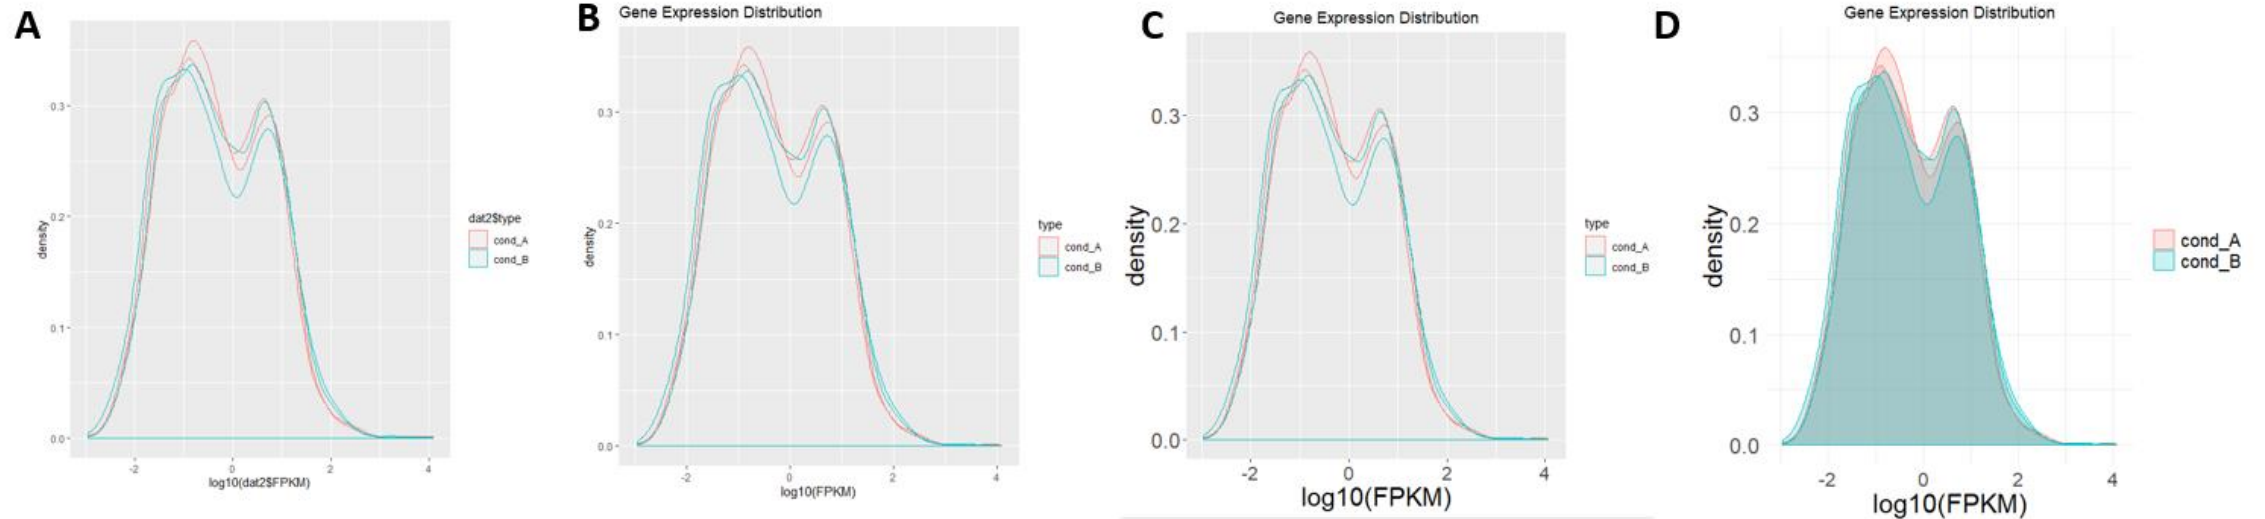 A
0.3
0.2
0.1
0.0
density
-2 0 2 4
log10(dat2$FPKM)
dat2$type
cond_A
cond_B
B
Gene Expression Distribution
0.3
0.2
0.1
0.0
density
-2 0 2 4
log10(FPKM)
type
cond_A
cond_B
C
Gene Expression Distribution
0.3
0.2
0.1
0.0
density
-2 0 2 4
log10(FPKM)
type
cond_A
cond_B
D
Gene Expression Distribution
0.3
0.2
0.1
0.0
density
-2 0 2 4
log10(FPKM)
cond_A
cond_B